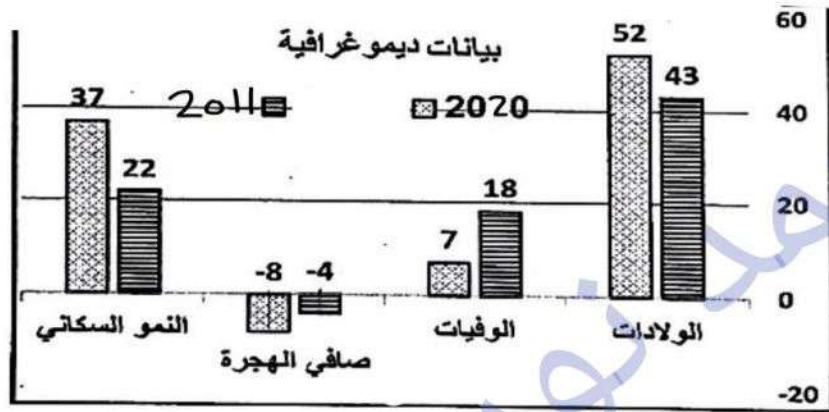 بيانات ديموغرافية
2020 2011
60
40
20
0
-20
43 52
18 7
-4 -8
22 37
الولادات
الوفيات
صافي الهجرة
النمو السكاني